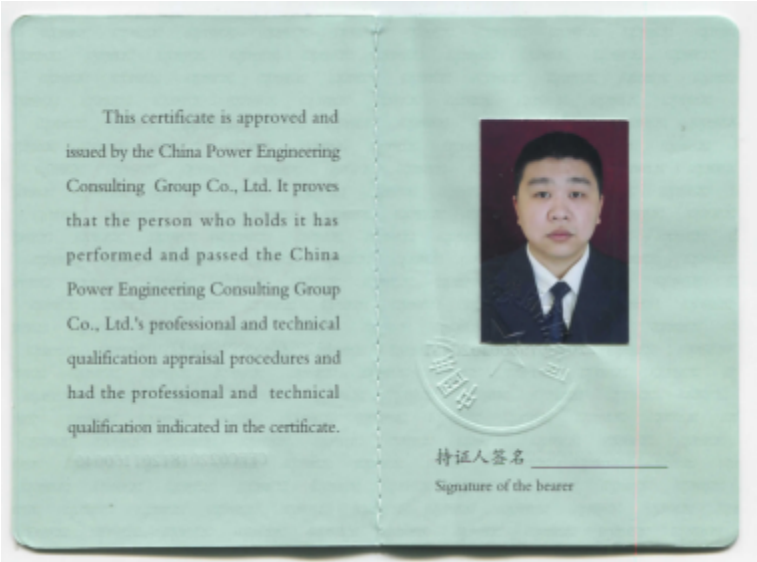 This certificate is approved and
issued by the China Power Engineering
Consulting Group Co., Ltd. It proves
that the person who holds it has
performed and passed the China
Power Engineering Consulting Group
Co., Ltd.'s professional and technical
qualification appraisal procedures and
had the professional and technical
qualification indicated in the certificate.
持证人签名
Signature of the bearer